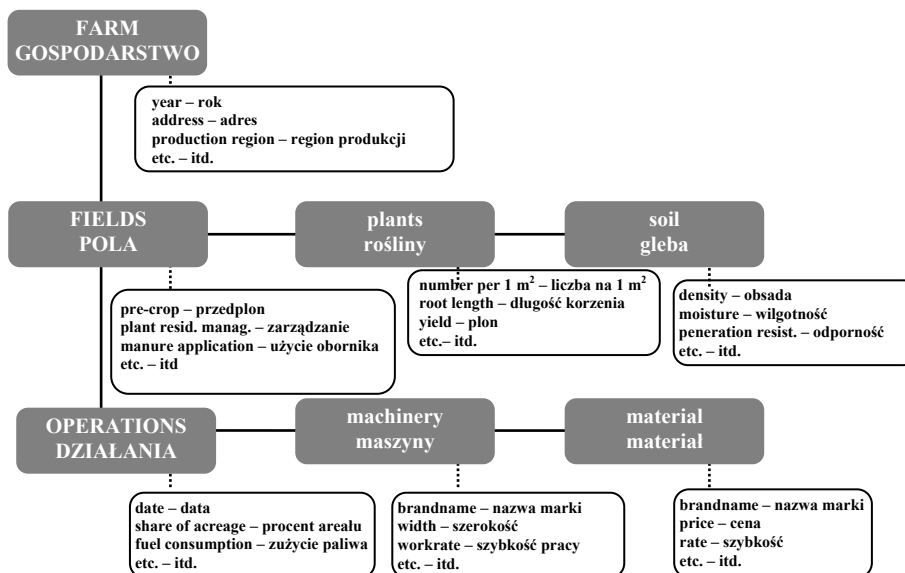 FARM
GOSPODARSTWO
year – rok
address – adres
production region – region produkcji
etc. – itd.
FIELDS
POLA
plants
rośliny
soil
gleba
pre-crop – przedplon
plant resid. manag. – zarządzanie
manure application – użycie obornika
etc. – itd
number per 1 m² – liczba na 1 m²
root length – długość korzenia
yield – plon
etc.– itd.
density – obsada
moisture – wilgotność
peneration resist. – odporność
etc. – itd.
OPERATIONS
DZIAŁANIA
machinery
maszyny
material
materiał
date – data
share of acreage – procent areału
fuel consumption – zużycie paliwa
etc. – itd.
brandname – nazwa marki
width – szerokość
workrate – szybkość pracy
etc. – itd.
brandname – nazwa marki
price – cena
rate – szybkość
etc. – itd.